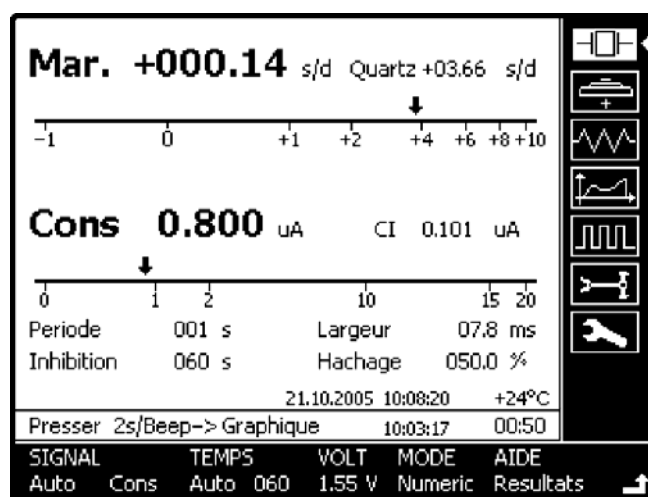 Mar. +000.14 s/d Quartz +03.66 s/d
-1 0 +1 +2 +4 +6 +8 +10
Cons 0.800 uA CI 0.101 uA
0 1 2 10 15 20
Periode 001 s Largeur 07.8 ms
Inhibition 060 s Hachage 050.0 %
21.10.2005 10:08:20 +24°C
Presser 2s/Beep-> Graphique 10:03:17 00:50
SIGNAL TEMPS VOLT MODE AIDE
Auto Cons Auto 060 1.55 V Numeric Resultats